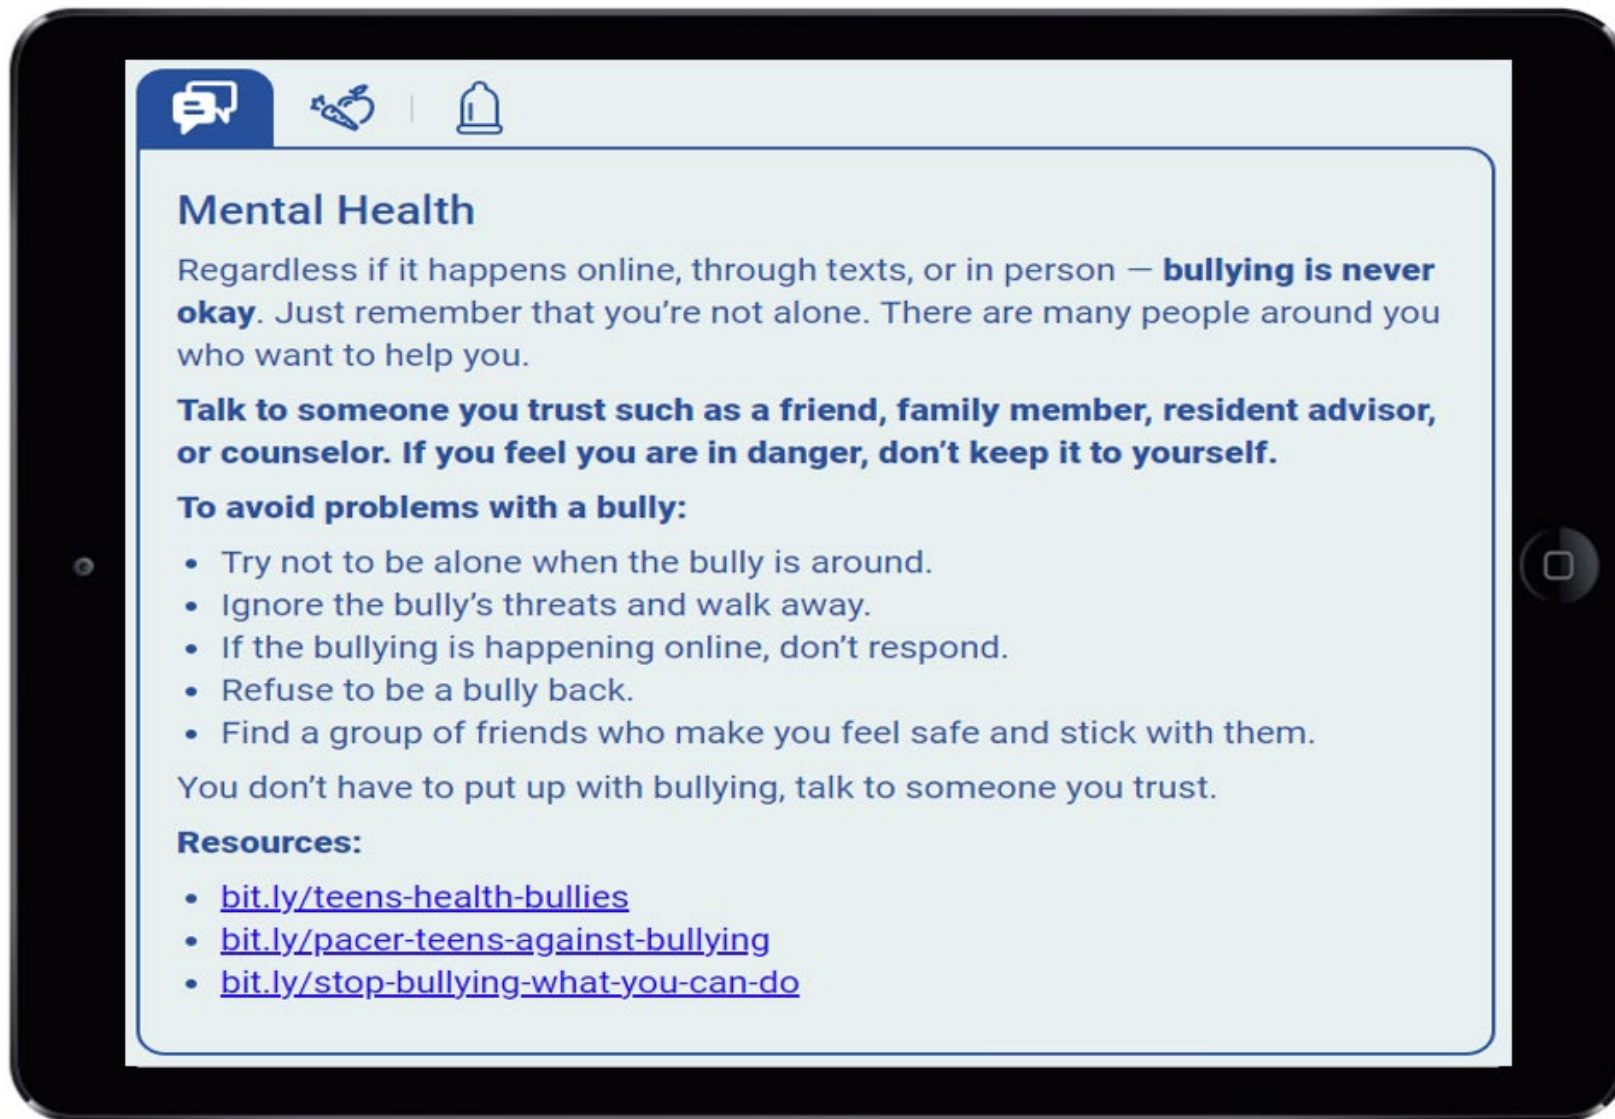 Mental Health
Regardless if it happens online, through texts, or in person — bullying is never
okay. Just remember that you’re not alone. There are many people around you
who want to help you.
Talk to someone you trust such as a friend, family member, resident advisor,
or counselor. If you feel you are in danger, don’t keep it to yourself.
To avoid problems with a bully:
• Try not to be alone when the bully is around.
• Ignore the bully’s threats and walk away.
• If the bullying is happening online, don’t respond.
• Refuse to be a bully back.
• Find a group of friends who make you feel safe and stick with them.
You don’t have to put up with bullying, talk to someone you trust.
Resources:
• bit.ly/teens-health-bullies
• bit.ly/pacer-teens-against-bullying
• bit.ly/stop-bullying-what-you-can-do